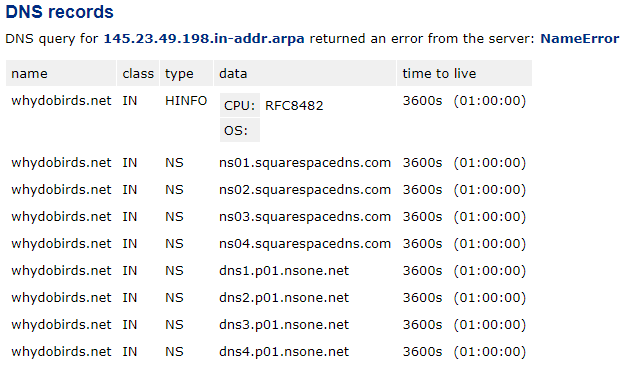 DNS records
DNS query for 145.23.49.198.in-addr.arpa returned an error from the server: NameError
name class type data time to live
whydobirds.net IN HINFO CPU: RFC8482 3600s (01:00:00)
OS:
whydobirds.net IN NS ns01.squarespacedns.com 3600s (01:00:00)
whydobirds.net IN NS ns02.squarespacedns.com 3600s (01:00:00)
whydobirds.net IN NS ns03.squarespacedns.com 3600s (01:00:00)
whydobirds.net IN NS ns04.squarespacedns.com 3600s (01:00:00)
whydobirds.net IN NS dns1.p01.nsone.net 3600s (01:00:00)
whydobirds.net IN NS dns2.p01.nsone.net 3600s (01:00:00)
whydobirds.net IN NS dns3.p01.nsone.net 3600s (01:00:00)
whydobirds.net IN NS dns4.p01.nsone.net 3600s (01:00:00)